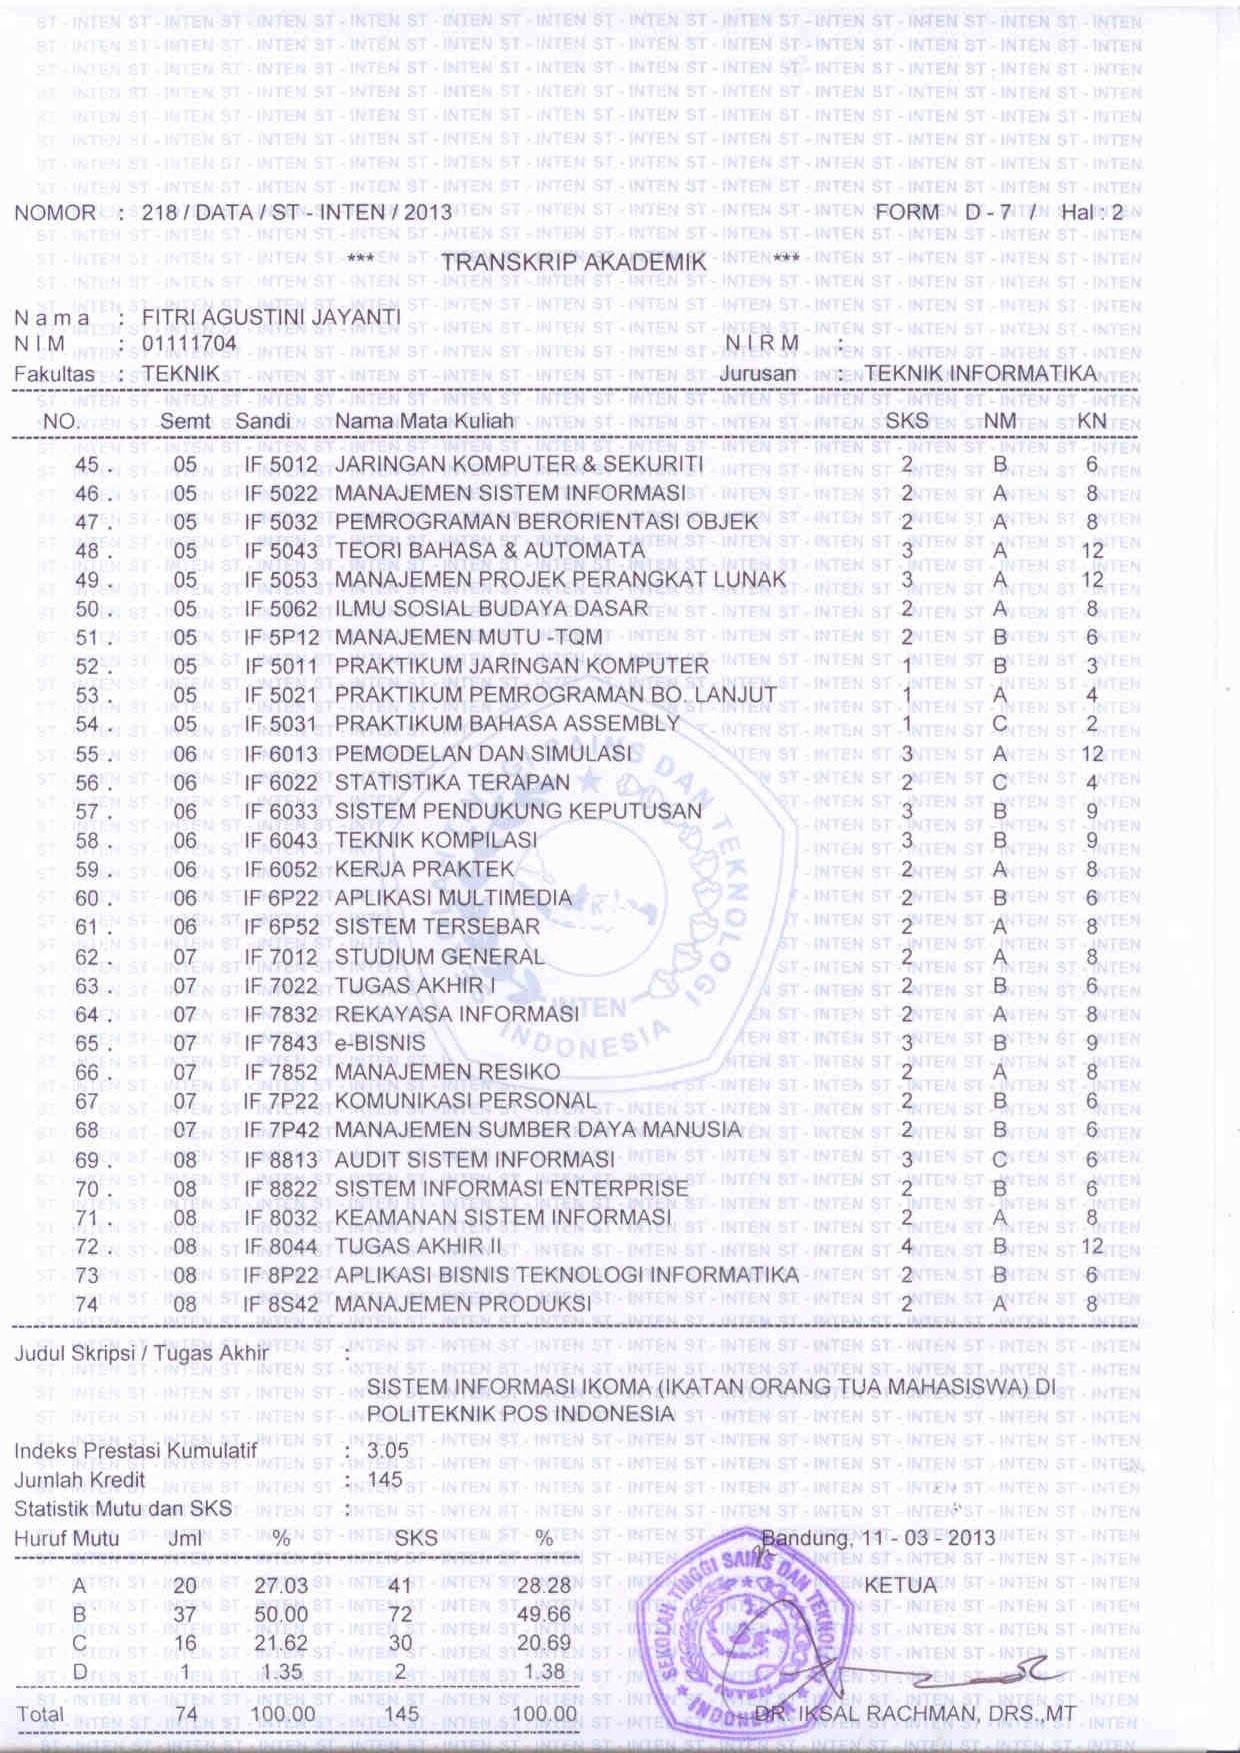 NOMOR : 218 / DATA / ST - INTEN / 2013 FORM D - 7 / Hal : 2
*** TRANSKRIP AKADEMIK ***
N a m a : FITRI AGUSTINI JAYANTI
N I M : 01111704 N I R M :
Fakultas : TEKNIK Jurusan : TEKNIK INFORMATIKA
NO. Semt Sandi Nama Mata Kuliah SKS NM KN
45 . 05 IF 5012 JARINGAN KOMPUTER & SEKURITI 2 B 6
46 . 05 IF 5022 MANAJEMEN SISTEM INFORMASI 2 A 8
47 . 05 IF 5032 PEMROGRAMAN BERORIENTASI OBJEK 2 A 8
48 . 05 IF 5043 TEORI BAHASA & AUTOMATA 3 A 12
49 . 05 IF 5053 MANAJEMEN PROJEK PERANGKAT LUNAK 3 A 12
50 . 05 IF 5062 ILMU SOSIAL BUDAYA DASAR 2 A 8
51 . 05 IF 5P12 MANAJEMEN MUTU -TQM 2 B 6
52 . 05 IF 5011 PRAKTIKUM JARINGAN KOMPUTER 1 B 3
53 . 05 IF 5021 PRAKTIKUM PEMROGRAMAN BO. LANJUT 1 A 4
54 . 05 IF 5031 PRAKTIKUM BAHASA ASSEMBLY 1 C 2
55 . 06 IF 6013 PEMODELAN DAN SIMULASI 3 A 12
56 . 06 IF 6022 STATISTIKA TERAPAN 2 C 4
57 . 06 IF 6033 SISTEM PENDUKUNG KEPUTUSAN 3 B 9
58 . 06 IF 6043 TEKNIK KOMPILASI 3 B 9
59 . 06 IF 6052 KERJA PRAKTEK 2 A 8
60 . 06 IF 6P22 APLIKASI MULTIMEDIA 2 B 6
61 . 06 IF 6P52 SISTEM TERSEBAR 2 A 8
62 . 07 IF 7012 STUDIUM GENERAL 2 A 8
63 . 07 IF 7022 TUGAS AKHIR I 2 B 6
64 . 07 IF 7832 REKAYASA INFORMASI 2 A 8
65 . 07 IF 7843 e-BISNIS 3 B 9
66 . 07 IF 7852 MANAJEMEN RESIKO 2 A 8
67 07 IF 7P22 KOMUNIKASI PERSONAL 2 B 6
68 07 IF 7P42 MANAJEMEN SUMBER DAYA MANUSIA 2 B 6
69 . 08 IF 8813 AUDIT SISTEM INFORMASI 3 C 6
70 . 08 IF 8822 SISTEM INFORMASI ENTERPRISE 2 B 6
71 . 08 IF 8032 KEAMANAN SISTEM INFORMASI 2 A 8
72 . 08 IF 8044 TUGAS AKHIR II 4 B 12
73 08 IF 8P22 APLIKASI BISNIS TEKNOLOGI INFORMATIKA 2 B 6
74 08 IF 8S42 MANAJEMEN PRODUKSI 2 A 8
Judul Skripsi / Tugas Akhir :
SISTEM INFORMASI IKOMA (IKATAN ORANG TUA MAHASISWA) DI
POLITEKNIK POS INDONESIA
Indeks Prestasi Kumulatif : 3.05
Jumlah Kredit : 145
Statistik Mutu dan SKS :
Huruf Mutu Jml % SKS % Bandung, 11 - 03 - 2013
A 20 27.03 41 28.28 KETUA
B 37 50.00 72 49.66
C 16 21.62 30 20.69
D 1 1.35 2 1.38
Total 74 100.00 145 100.00 DR. IKSAL RACHMAN, DRS.,MT
SEKOLAH TINGGI SAINS DAN TEKNOLOGI
INTEN
INDONESIA